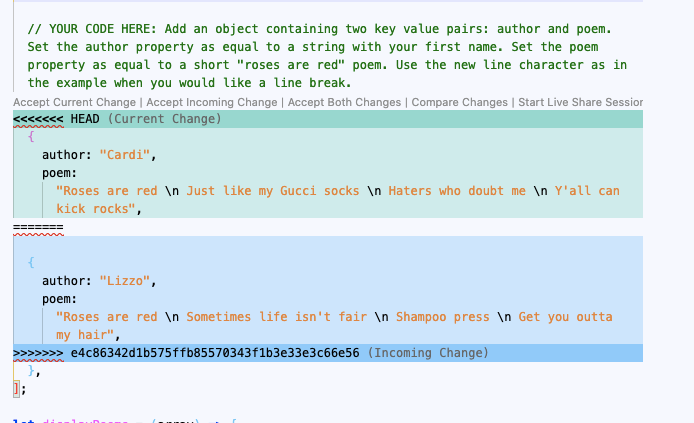 // YOUR CODE HERE: Add an object containing two key value pairs: author and poem.
Set the author property as equal to a string with your first name. Set the poem
property as equal to a short "roses are red" poem. Use the new line character as in
the example when you would like a line break.
Accept Current Change | Accept Incoming Change | Accept Both Changes | Compare Changes | Start Live Share Session
<<<<<<< HEAD (Current Change)
{
author: "Cardi",
poem:
"Roses are red \n Just like my Gucci socks \n Haters who doubt me \n Y'all can
kick rocks",
=======
{
author: "Lizzo",
poem:
"Roses are red \n Sometimes life isn't fair \n Shampoo press \n Get you outta
my hair",
>>>>>>> e4c86342d1b575ffb85570343f1b3e33e3c66e56 (Incoming Change)
},
];